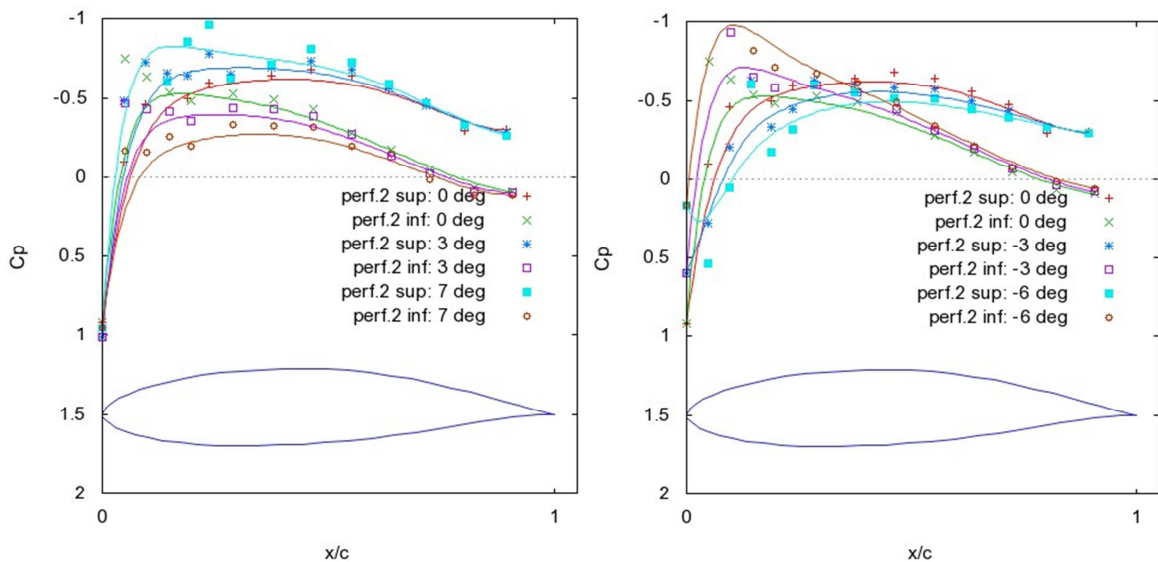 -1
-0.5
0
0.5
1
1.5
2
Cp
perf.2 sup: 0 deg
perf.2 inf: 0 deg
perf.2 sup: 3 deg
perf.2 inf: 3 deg
perf.2 sup: 7 deg
perf.2 inf: 7 deg
0
1
x/c
-1
-0.5
0
0.5
1
1.5
2
Cp
perf.2 sup: 0 deg
perf.2 inf: 0 deg
perf.2 sup: -3 deg
perf.2 inf: -3 deg
perf.2 sup: -6 deg
perf.2 inf: -6 deg
0
1
x/c